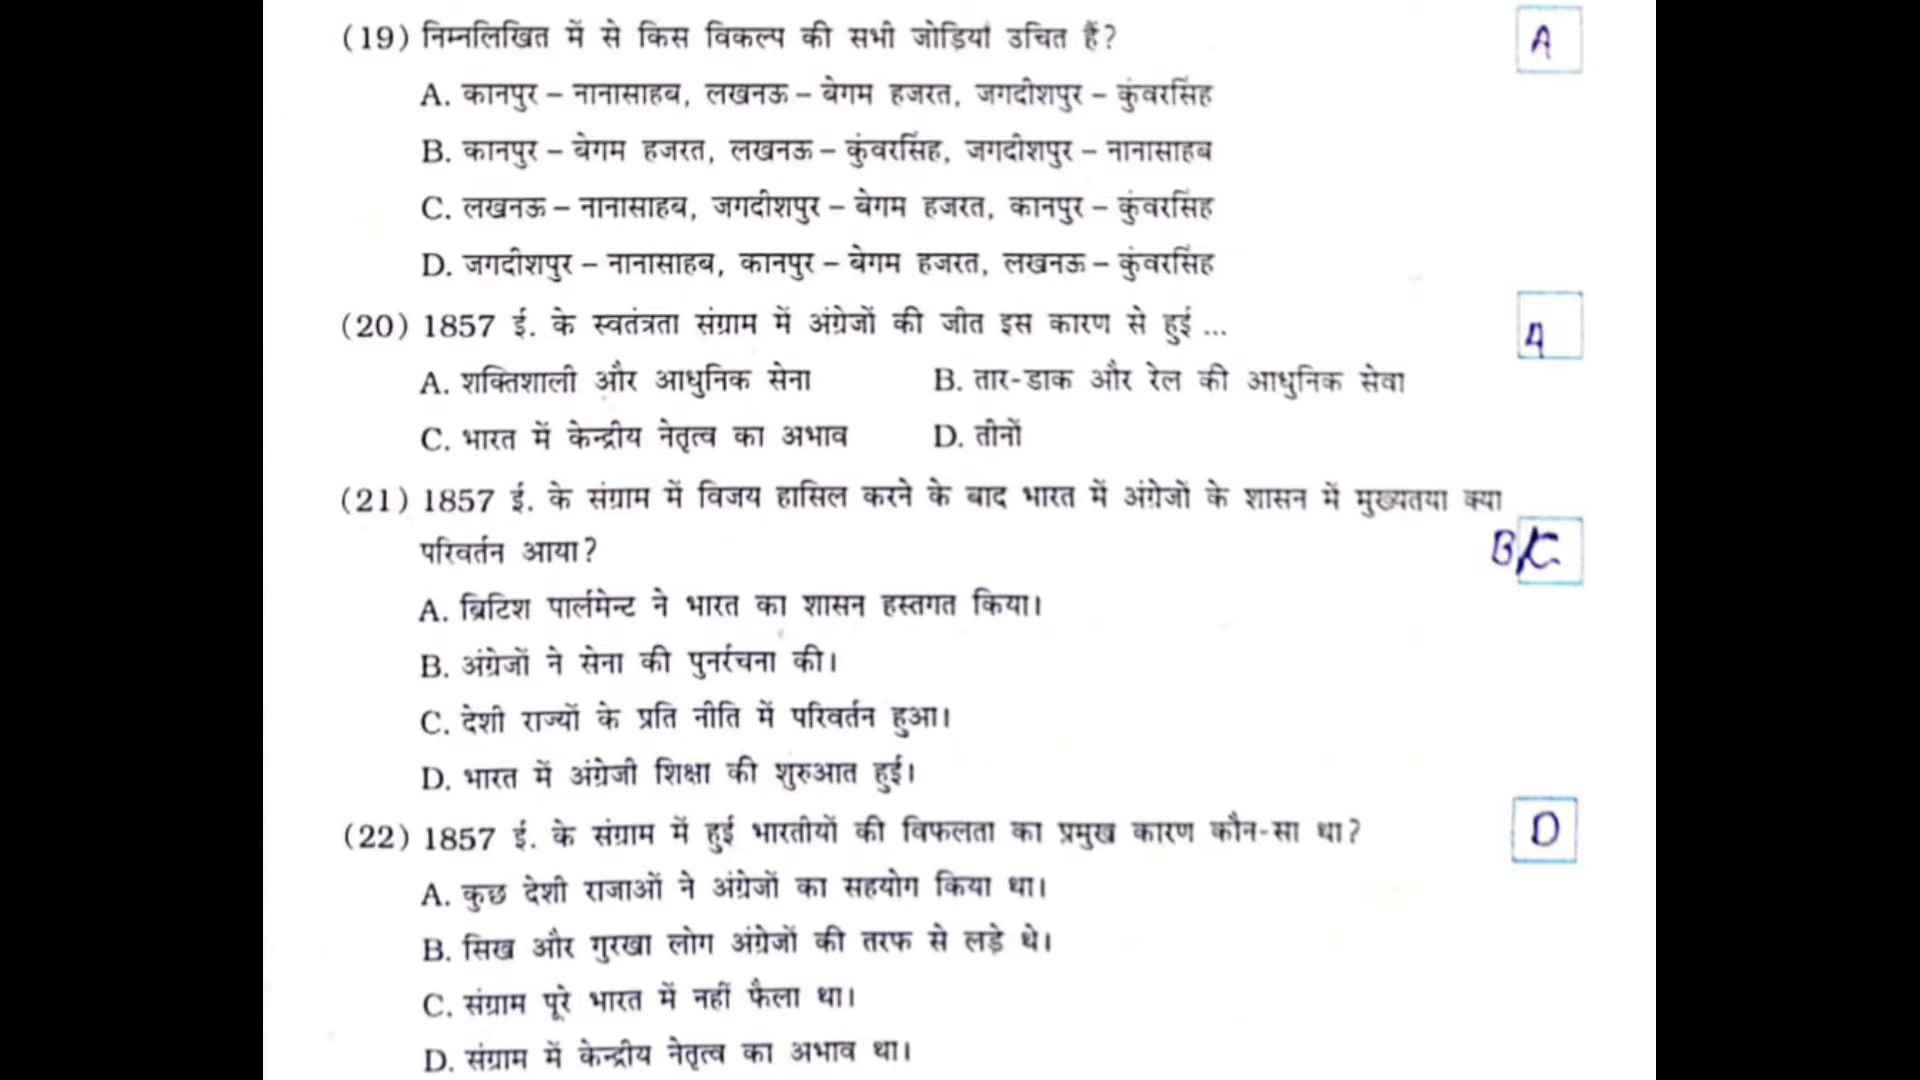 (19) निम्नलिखित में से किस विकल्प की सभी जोड़ियां उचित हैं? A
A. कानपुर – नानासाहब, लखनऊ – बेगम हजरत, जगदीशपुर – कुंवरसिंह
B. कानपुर – बेगम हजरत, लखनऊ – कुंवरसिंह, जगदीशपुर – नानासाहब
C. लखनऊ – नानासाहब, जगदीशपुर – बेगम हजरत, कानपुर – कुंवरसिंह
D. जगदीशपुर – नानासाहब, कानपुर – बेगम हजरत, लखनऊ – कुंवरसिंह
(20) 1857 ई. के स्वतंत्रता संग्राम में अंग्रेजों की जीत इस कारण से हुई ... A
A. शक्तिशाली और आधुनिक सेना B. तार-डाक और रेल की आधुनिक सेवा
C. भारत में केन्द्रीय नेतृत्व का अभाव D. तीनों
(21) 1857 ई. के संग्राम में विजय हासिल करने के बाद भारत में अंग्रेजों के शासन में मुख्यतया क्या
परिवर्तन आया? B/C
A. ब्रिटिश पार्लमेन्ट ने भारत का शासन हस्तगत किया।
B. अंग्रेजों ने सेना की पुनर्रचना की।
C. देशी राज्यों के प्रति नीति में परिवर्तन हुआ।
D. भारत में अंग्रेजी शिक्षा की शुरुआत हुई।
(22) 1857 ई. के संग्राम में हुई भारतीयों की विफलता का प्रमुख कारण कौन-सा था? D
A. कुछ देशी राजाओं ने अंग्रेजों का सहयोग किया था।
B. सिख और गुरखा लोग अंग्रेजों की तरफ से लड़े थे।
C. संग्राम पूरे भारत में नहीं फैला था।
D. संग्राम में केन्द्रीय नेतृत्व का अभाव था।